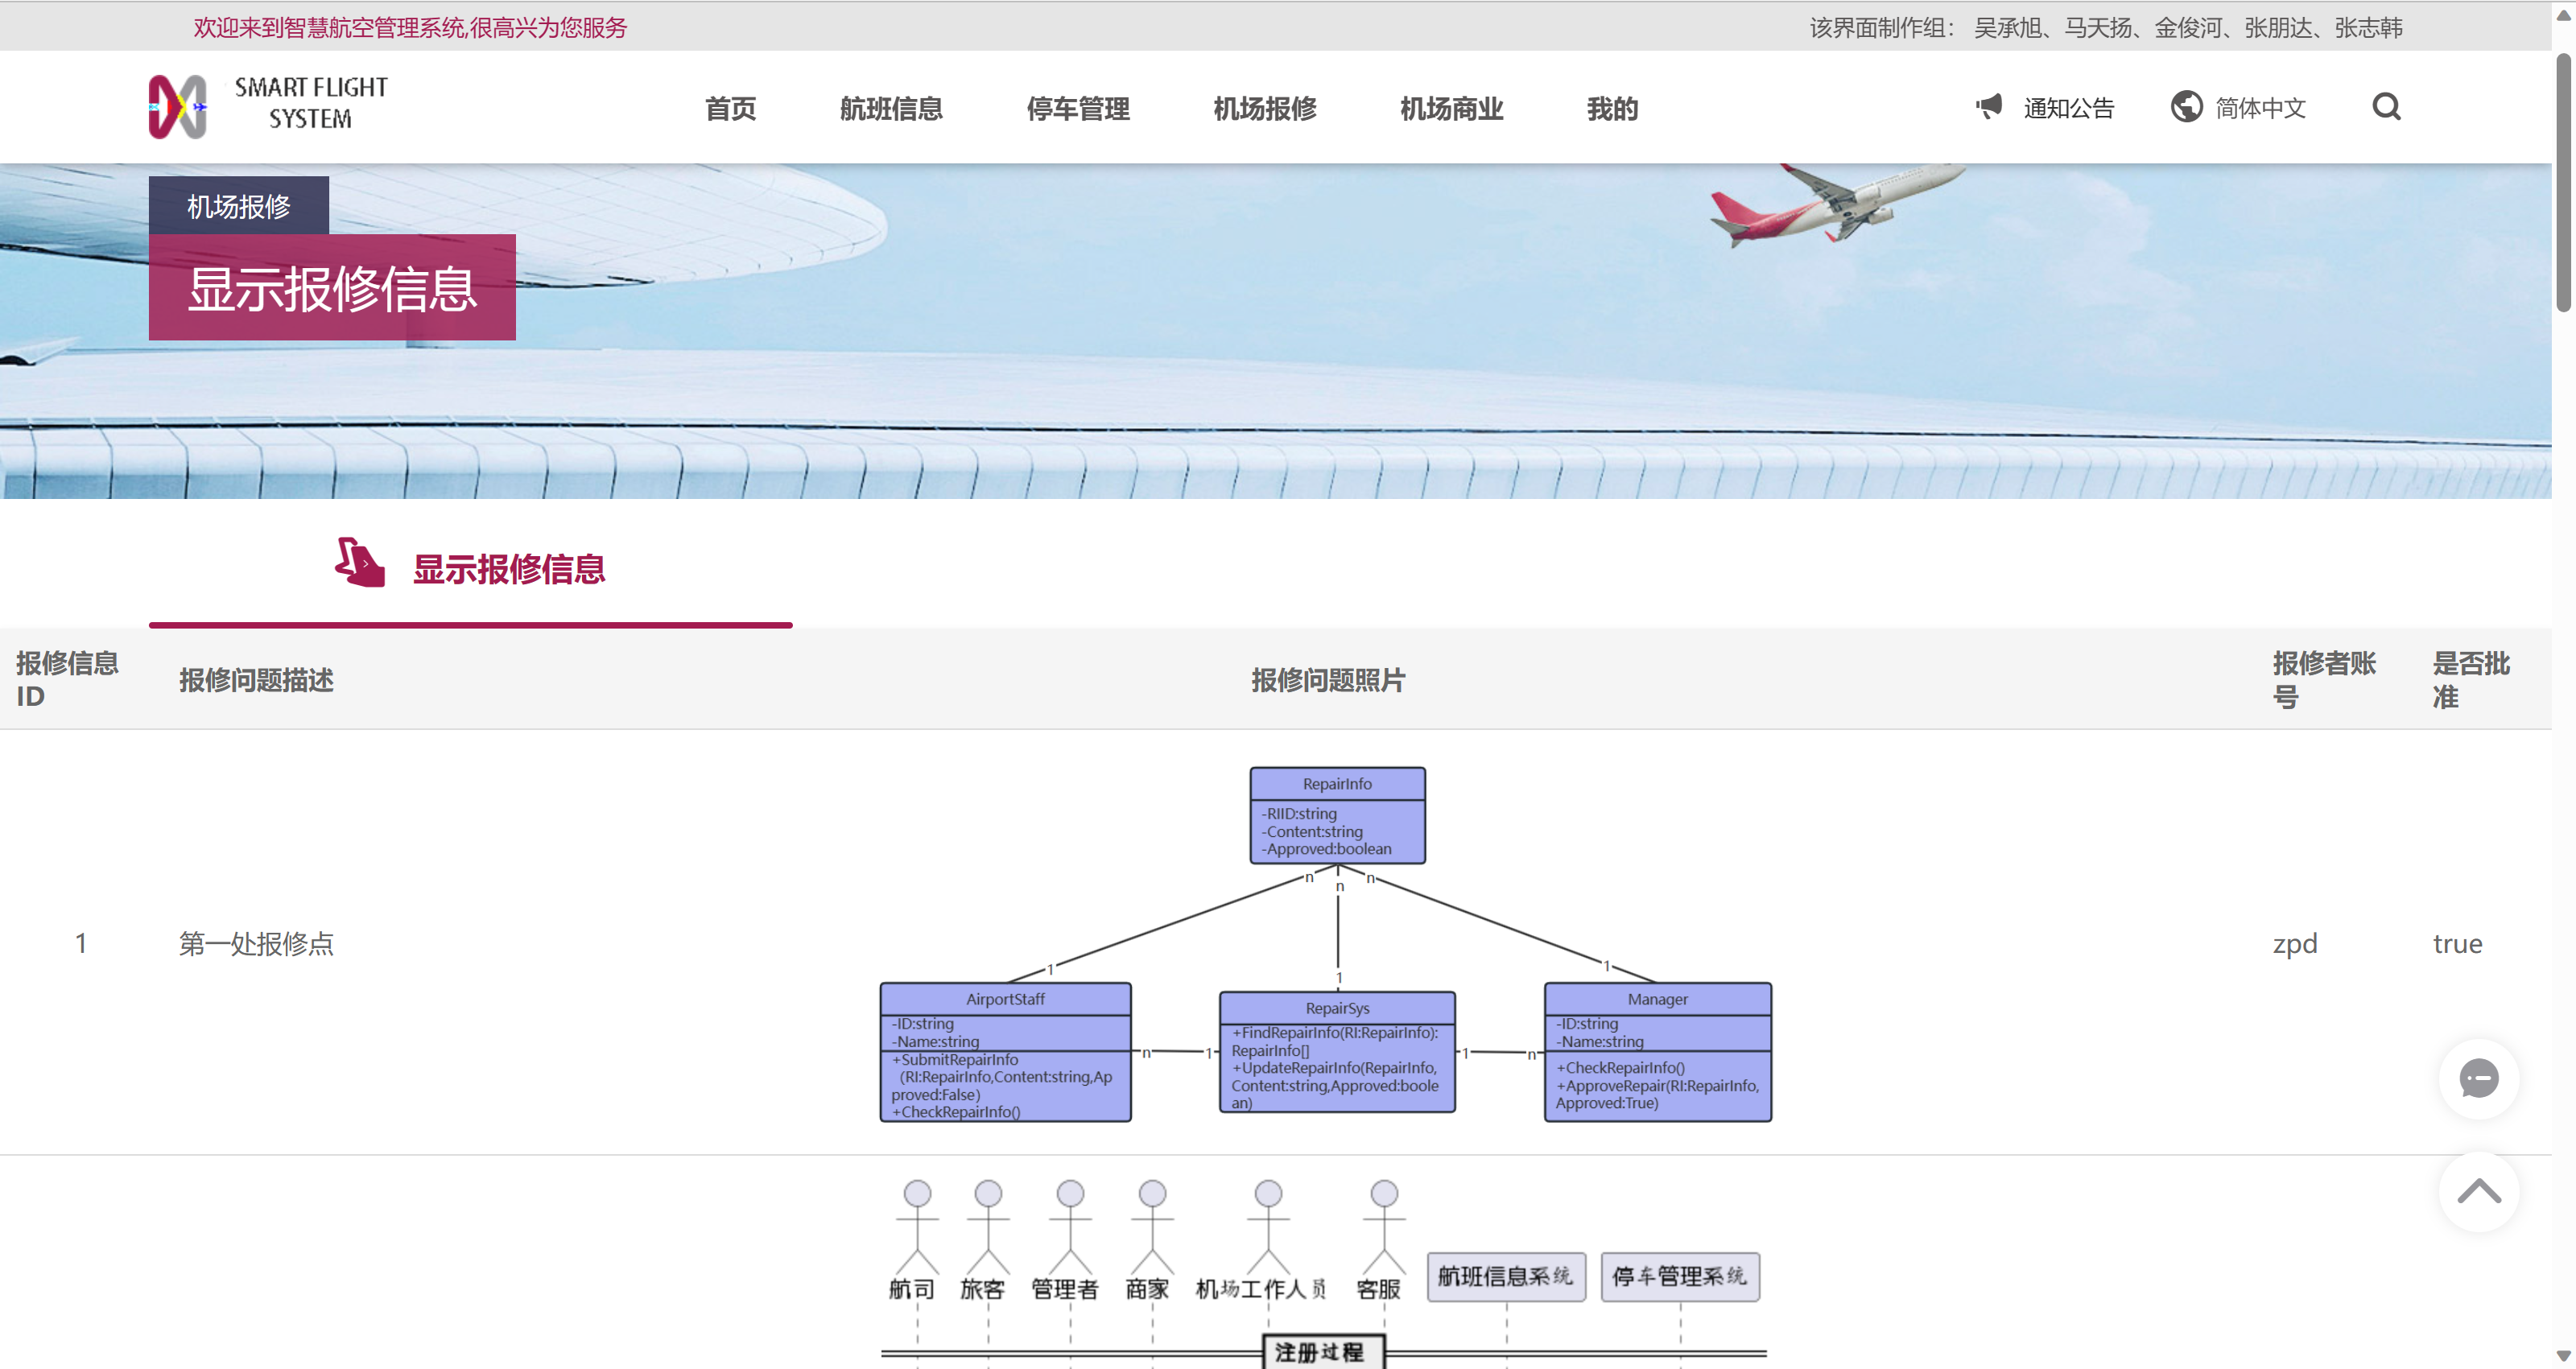 欢迎来到智慧航空管理系统,很高兴为您服务
该界面制作组： 吴承旭、马天扬、金俊河、张朋达、张志韩
SMART FLIGHT
SYSTEM
首页 航班信息 停车管理 机场报修 机场商业 我的
通知公告 简体中文
机场报修
显示报修信息
显示报修信息
报修信息
ID
报修问题描述
报修问题照片
报修者账
号
是否批
准
1
第一处报修点
RepairInfo
-RIID:string
-Content:string
-Approved:boolean
n n n
1 1 1
AirportStaff
-ID:string
-Name:string
+SubmitRepairInfo
（RI:RepairInfo,Content:string,Ap
proved:False)
+CheckRepairInfo()
n 1
RepairSys
+FindRepairInfo(RI:RepairInfo):
RepairInfo[]
+UpdateRepairInfo(RepairInfo,
Content:string,Approved:boole
an)
1 n
Manager
-ID:string
-Name:string
+CheckRepairInfo()
+ApproveRepair(RI:RepairInfo,
Approved:True)
zpd
true
航司 旅客 管理者 商家 机场工作人员 客服 航班信息系统 停车管理系统
注册过程